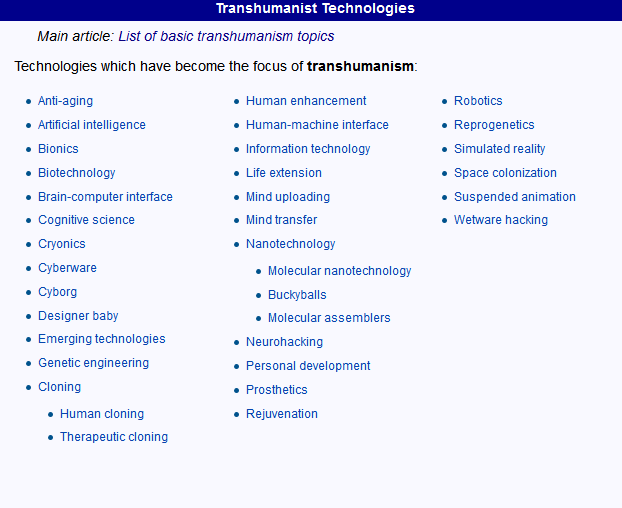 Transhumanist Technologies
Main article: List of basic transhumanism topics
Technologies which have become the focus of transhumanism:
Anti-aging
Artificial intelligence
Bionics
Biotechnology
Brain-computer interface
Cognitive science
Cryonics
Cyberware
Cyborg
Designer baby
Emerging technologies
Genetic engineering
Cloning
Human cloning
Therapeutic cloning
Human enhancement
Human-machine interface
Information technology
Life extension
Mind uploading
Mind transfer
Nanotechnology
Molecular nanotechnology
Buckyballs
Molecular assemblers
Neurohacking
Personal development
Prosthetics
Rejuvenation
Robotics
Reprogenetics
Simulated reality
Space colonization
Suspended animation
Wetware hacking